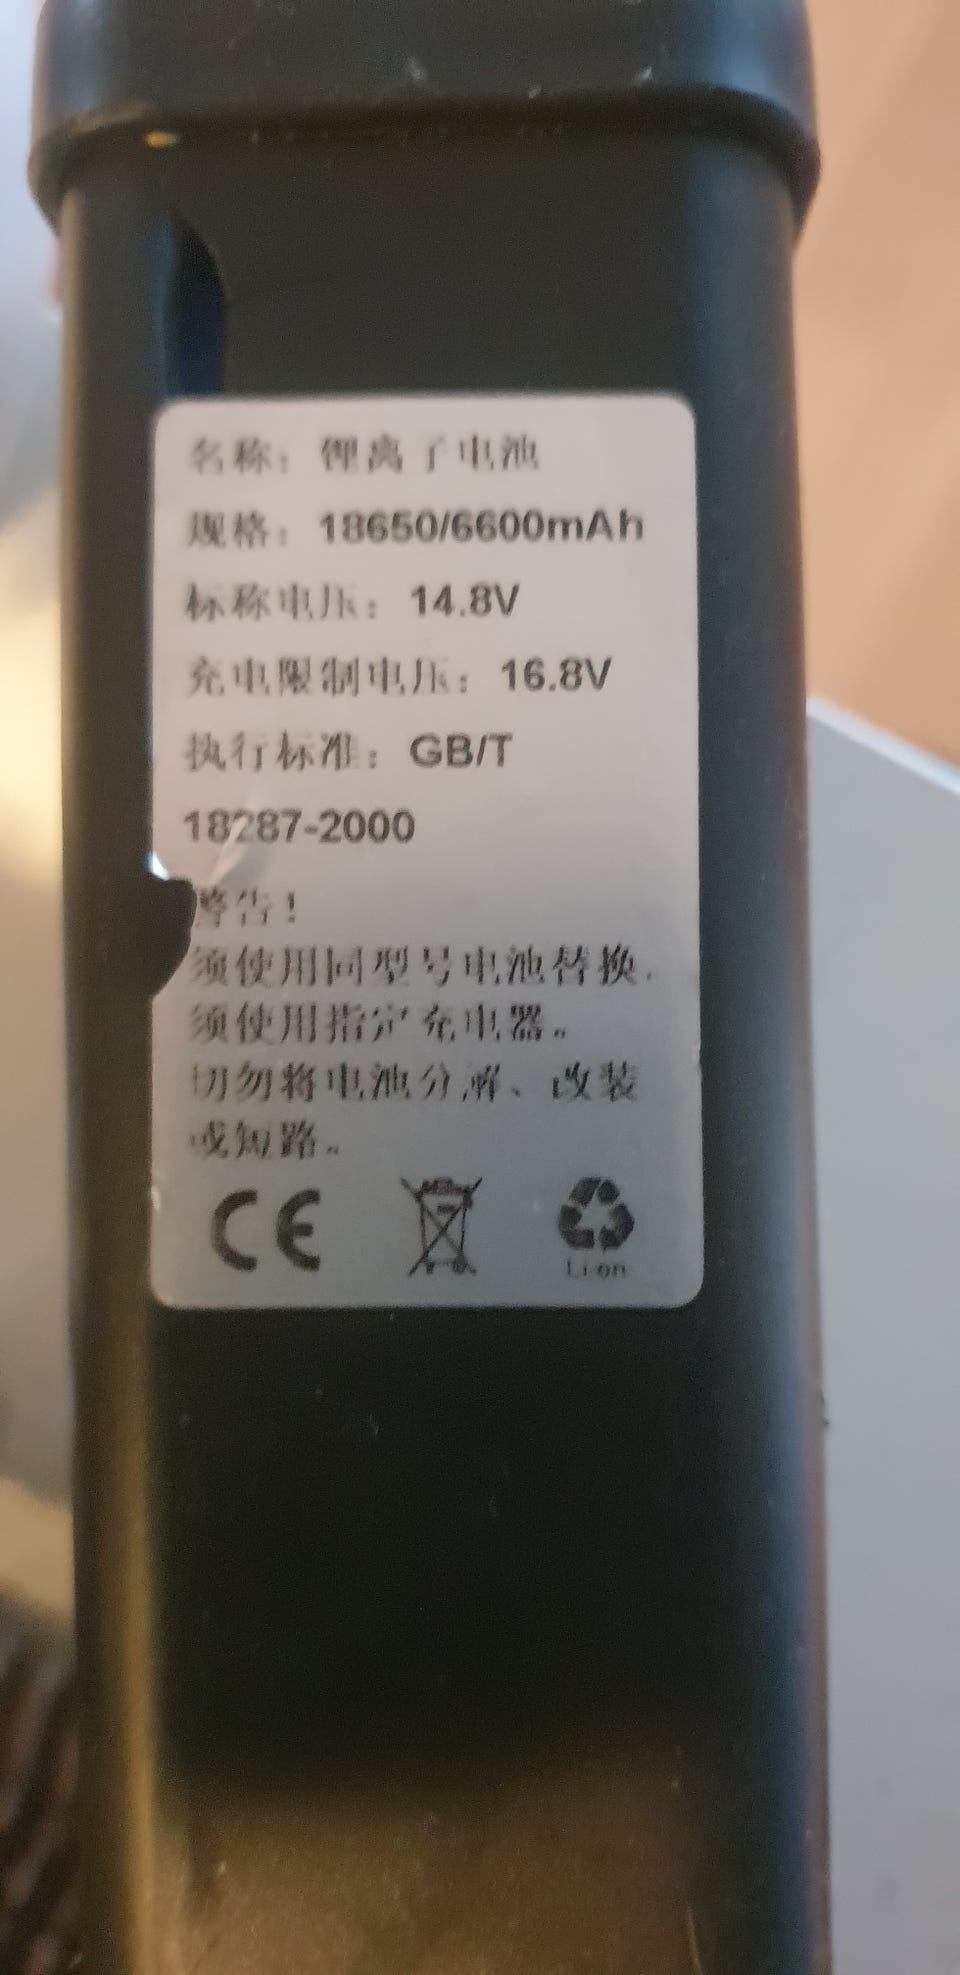 名称：锂离子电池
规格：18650/6600mAh
标称电压：14.8V
充电限制电压：16.8V
执行标准：GB/T
18287-2000
警告！
须使用同型号电池替换.
须使用指定充电器。
切勿将电池分解、改装
或短路。
CE
Li-on